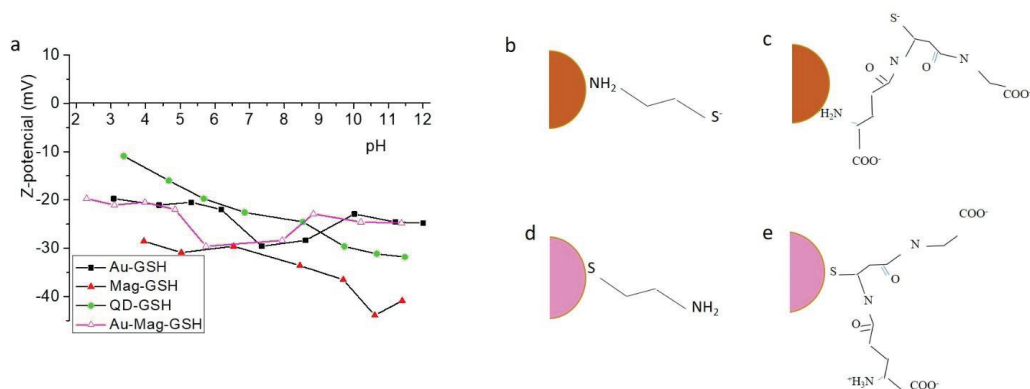 a
10
0
-10
-20
-30
-40
Z-potencial (mV)
2 3 4 5 6 7 8 9 10 11 12
pH
Au-GSH
Mag-GSH
QD-GSH
Au-Mag-GSH
b
NH2
S-
c
S-
O
N
O
N
COO-
H2N
COO-
d
S
NH2
e
COO-
N
S
O
N
O
+H3N
COO-